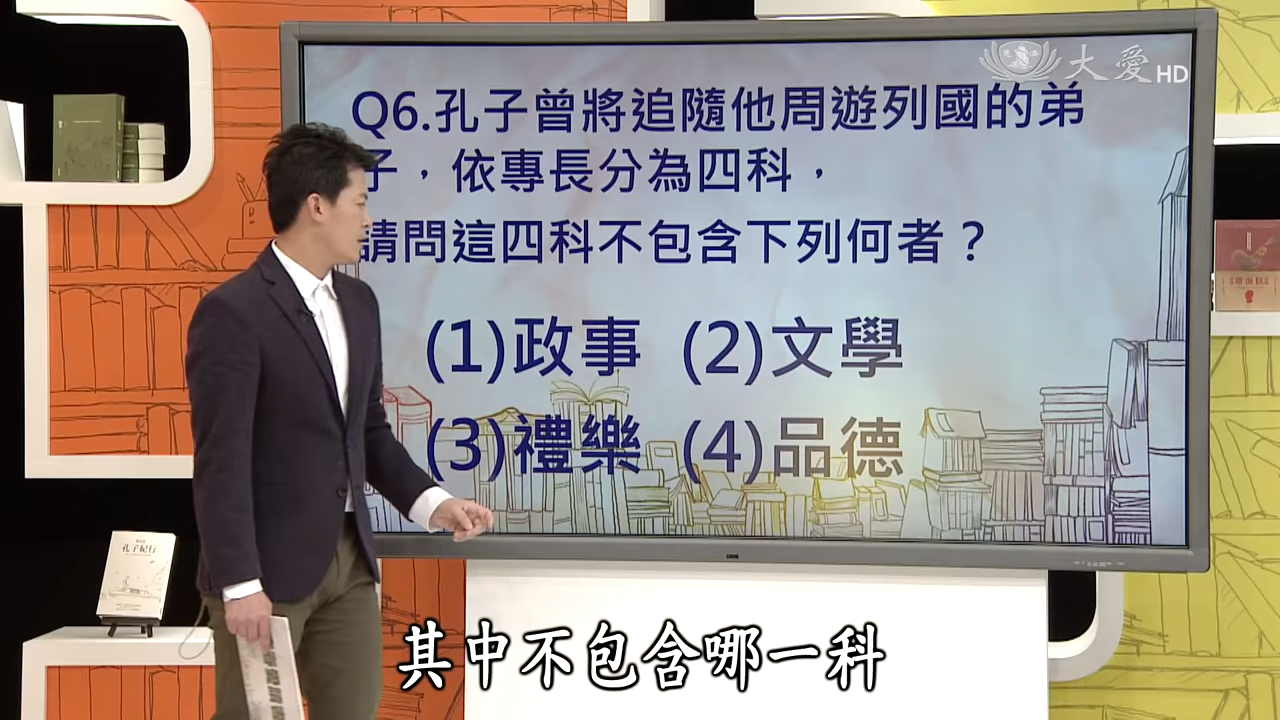 大愛HD
Q6.孔子曾將追隨他周遊列國的弟
子，依專長分為四科，
請問這四科不包含下列何者？
(1)政事 (2)文學
(3)禮樂 (4)品德
孔子紀行
其中不包含哪一科